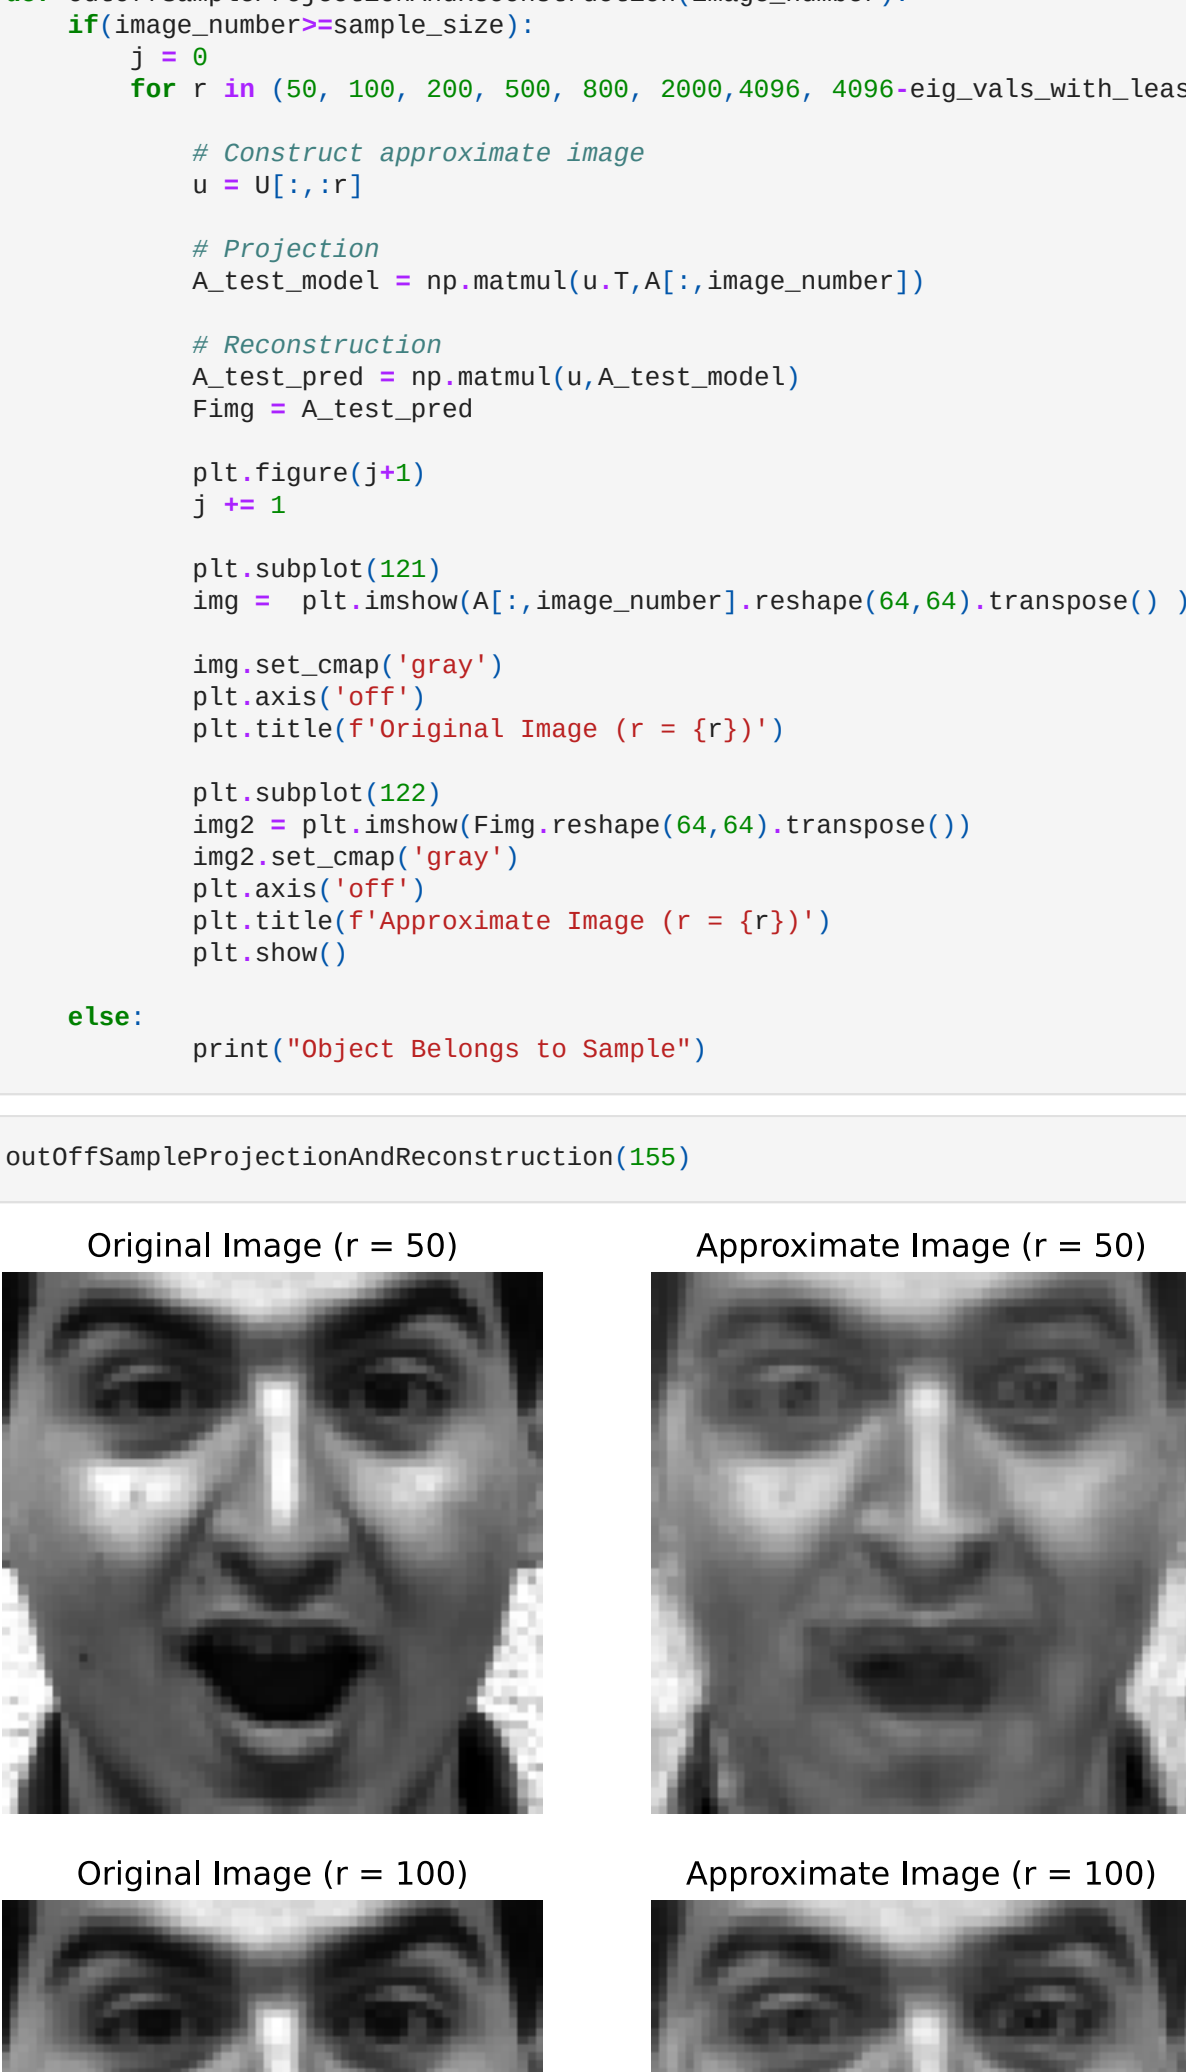 if(image_number>=sample_size):
j = 0
for r in (50, 100, 200, 500, 800, 2000,4096, 4096-eig_vals_with_leas
# Construct approximate image
u = U[:,:r]
# Projection
A_test_model = np.matmul(u.T,A[:,image_number])
# Reconstruction
A_test_pred = np.matmul(u,A_test_model)
Fimg = A_test_pred
plt.figure(j+1)
j += 1
plt.subplot(121)
img =  plt.imshow(A[:,image_number].reshape(64,64).transpose() )
img.set_cmap('gray')
plt.axis('off')
plt.title(f'Original Image (r = {r})')
plt.subplot(122)
img2 = plt.imshow(Fimg.reshape(64,64).transpose())
img2.set_cmap('gray')
plt.axis('off')
plt.title(f'Approximate Image (r = {r})')
plt.show()
else:
print("Object Belongs to Sample")
outOffSampleProjectionAndReconstruction(155)
Original Image (r = 50)
Approximate Image (r = 50)
Original Image (r = 100)
Approximate Image (r = 100)